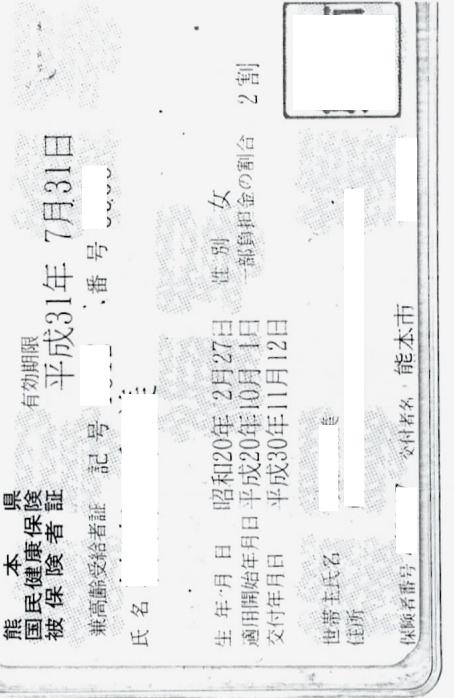 熊本県
国民健康保険
被保険者証
有効期限
平成31年 7月31日
兼高齢受給者証 記号 番号
氏名
生年月日 昭和20年 2月27日 性別 女
適用開始年月日 平成20年10月 1日 一部負担金の割合 2割
交付年月日 平成30年11月12日
世帯主氏名
住所
保険者番号 交付者名 熊本市